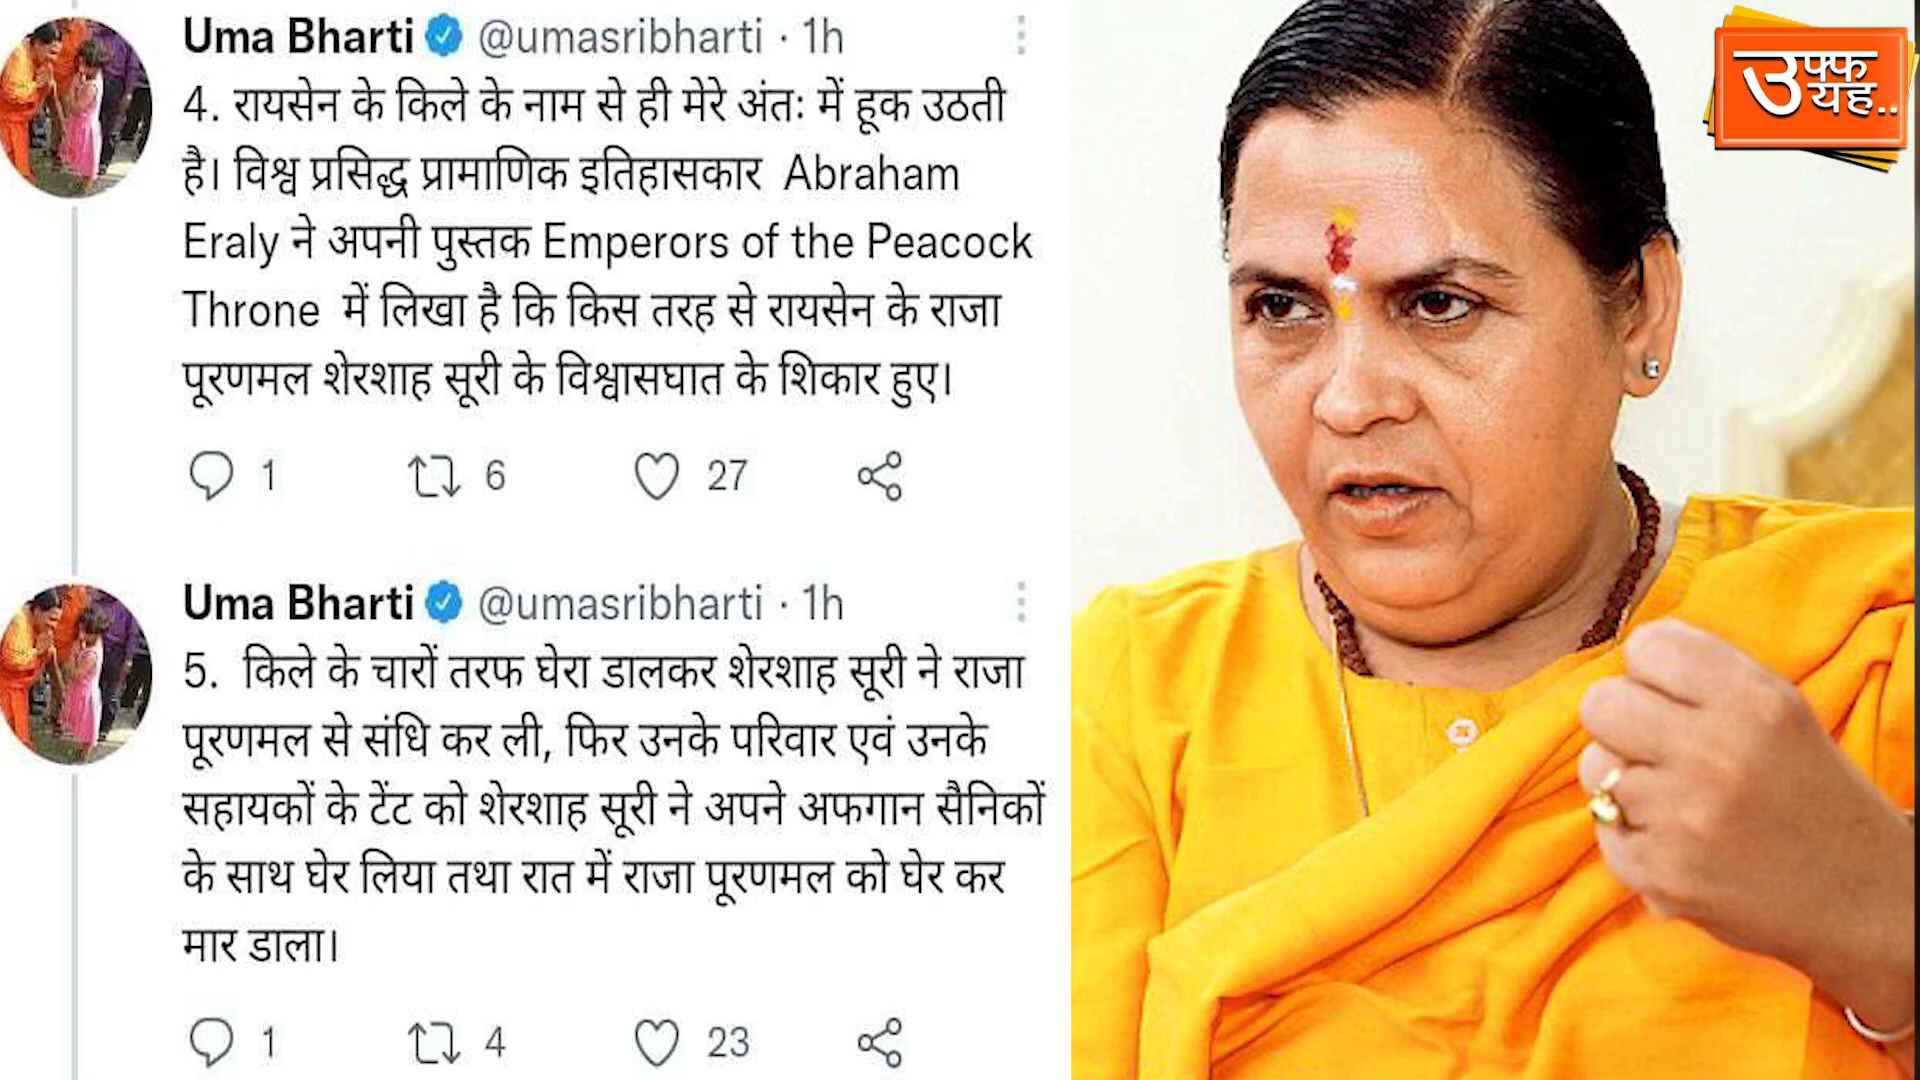 Uma Bharti @umasribharti · 1h
4. रायसेन के किले के नाम से ही मेरे अंतः में हूक उठती
है। विश्व प्रसिद्ध प्रामाणिक इतिहासकार Abraham
Eraly ने अपनी पुस्तक Emperors of the Peacock
Throne में लिखा है कि किस तरह से रायसेन के राजा
पूरणमल शेरशाह सूरी के विश्वासघात के शिकार हुए।
1 6 27
Uma Bharti @umasribharti · 1h
5. किले के चारों तरफ घेरा डालकर शेरशाह सूरी ने राजा
पूरणमल से संधि कर ली, फिर उनके परिवार एवं उनके
सहायकों के टेंट को शेरशाह सूरी ने अपने अफगान सैनिकों
के साथ घेर लिया तथा रात में राजा पूरणमल को घेर कर
मार डाला।
1 4 23
उफ्फ
यह..